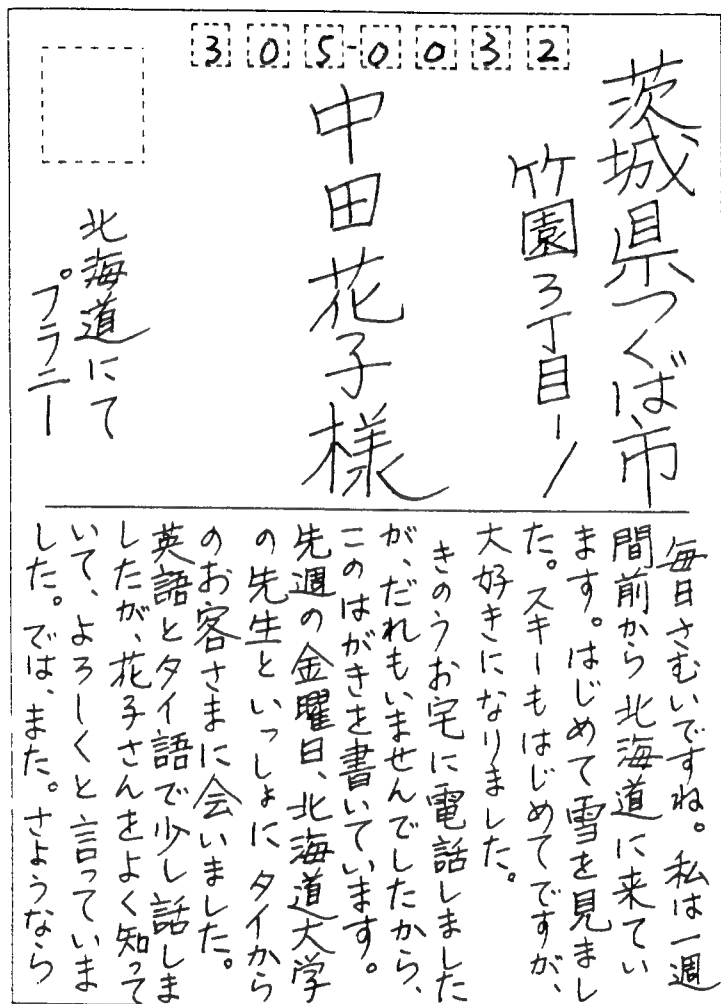 305-0032
茨城県つくば市
竹園3丁目ー1
中田花子様
北海道にて
プラニー
毎日さむいですね。私は一週
間前から北海道に来てい
ます。はじめて雪を見まし
た。スキーもはじめてですが、
大好きになりました。
きのうお宅に電話しました
が、だれもいませんでしたから、
このはがきを書いています。
先週の金曜日、北海道大学
の先生といっしょにタイから
のお客さまに会いました。
英語とタイ語で少し話しま
したが、花子さんをよく知って
いて、よろしくと言っていま
した。では、また。さようなら